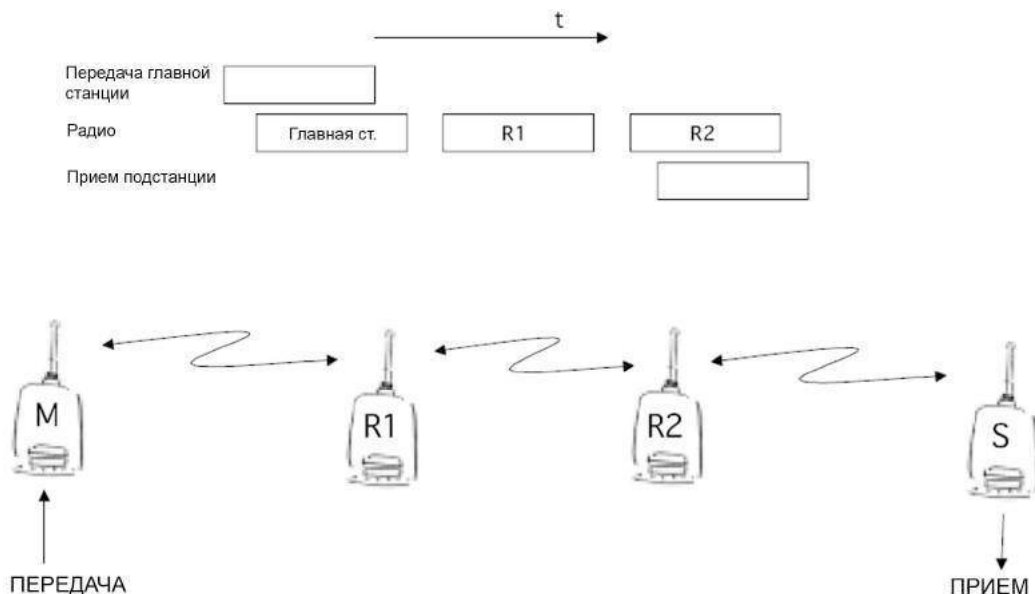 t
Передача главной
станции
Радио
Главная ст.
R1
R2
Прием подстанции
M
R1
R2
S
ПЕРЕДАЧА
ПРИЕМ